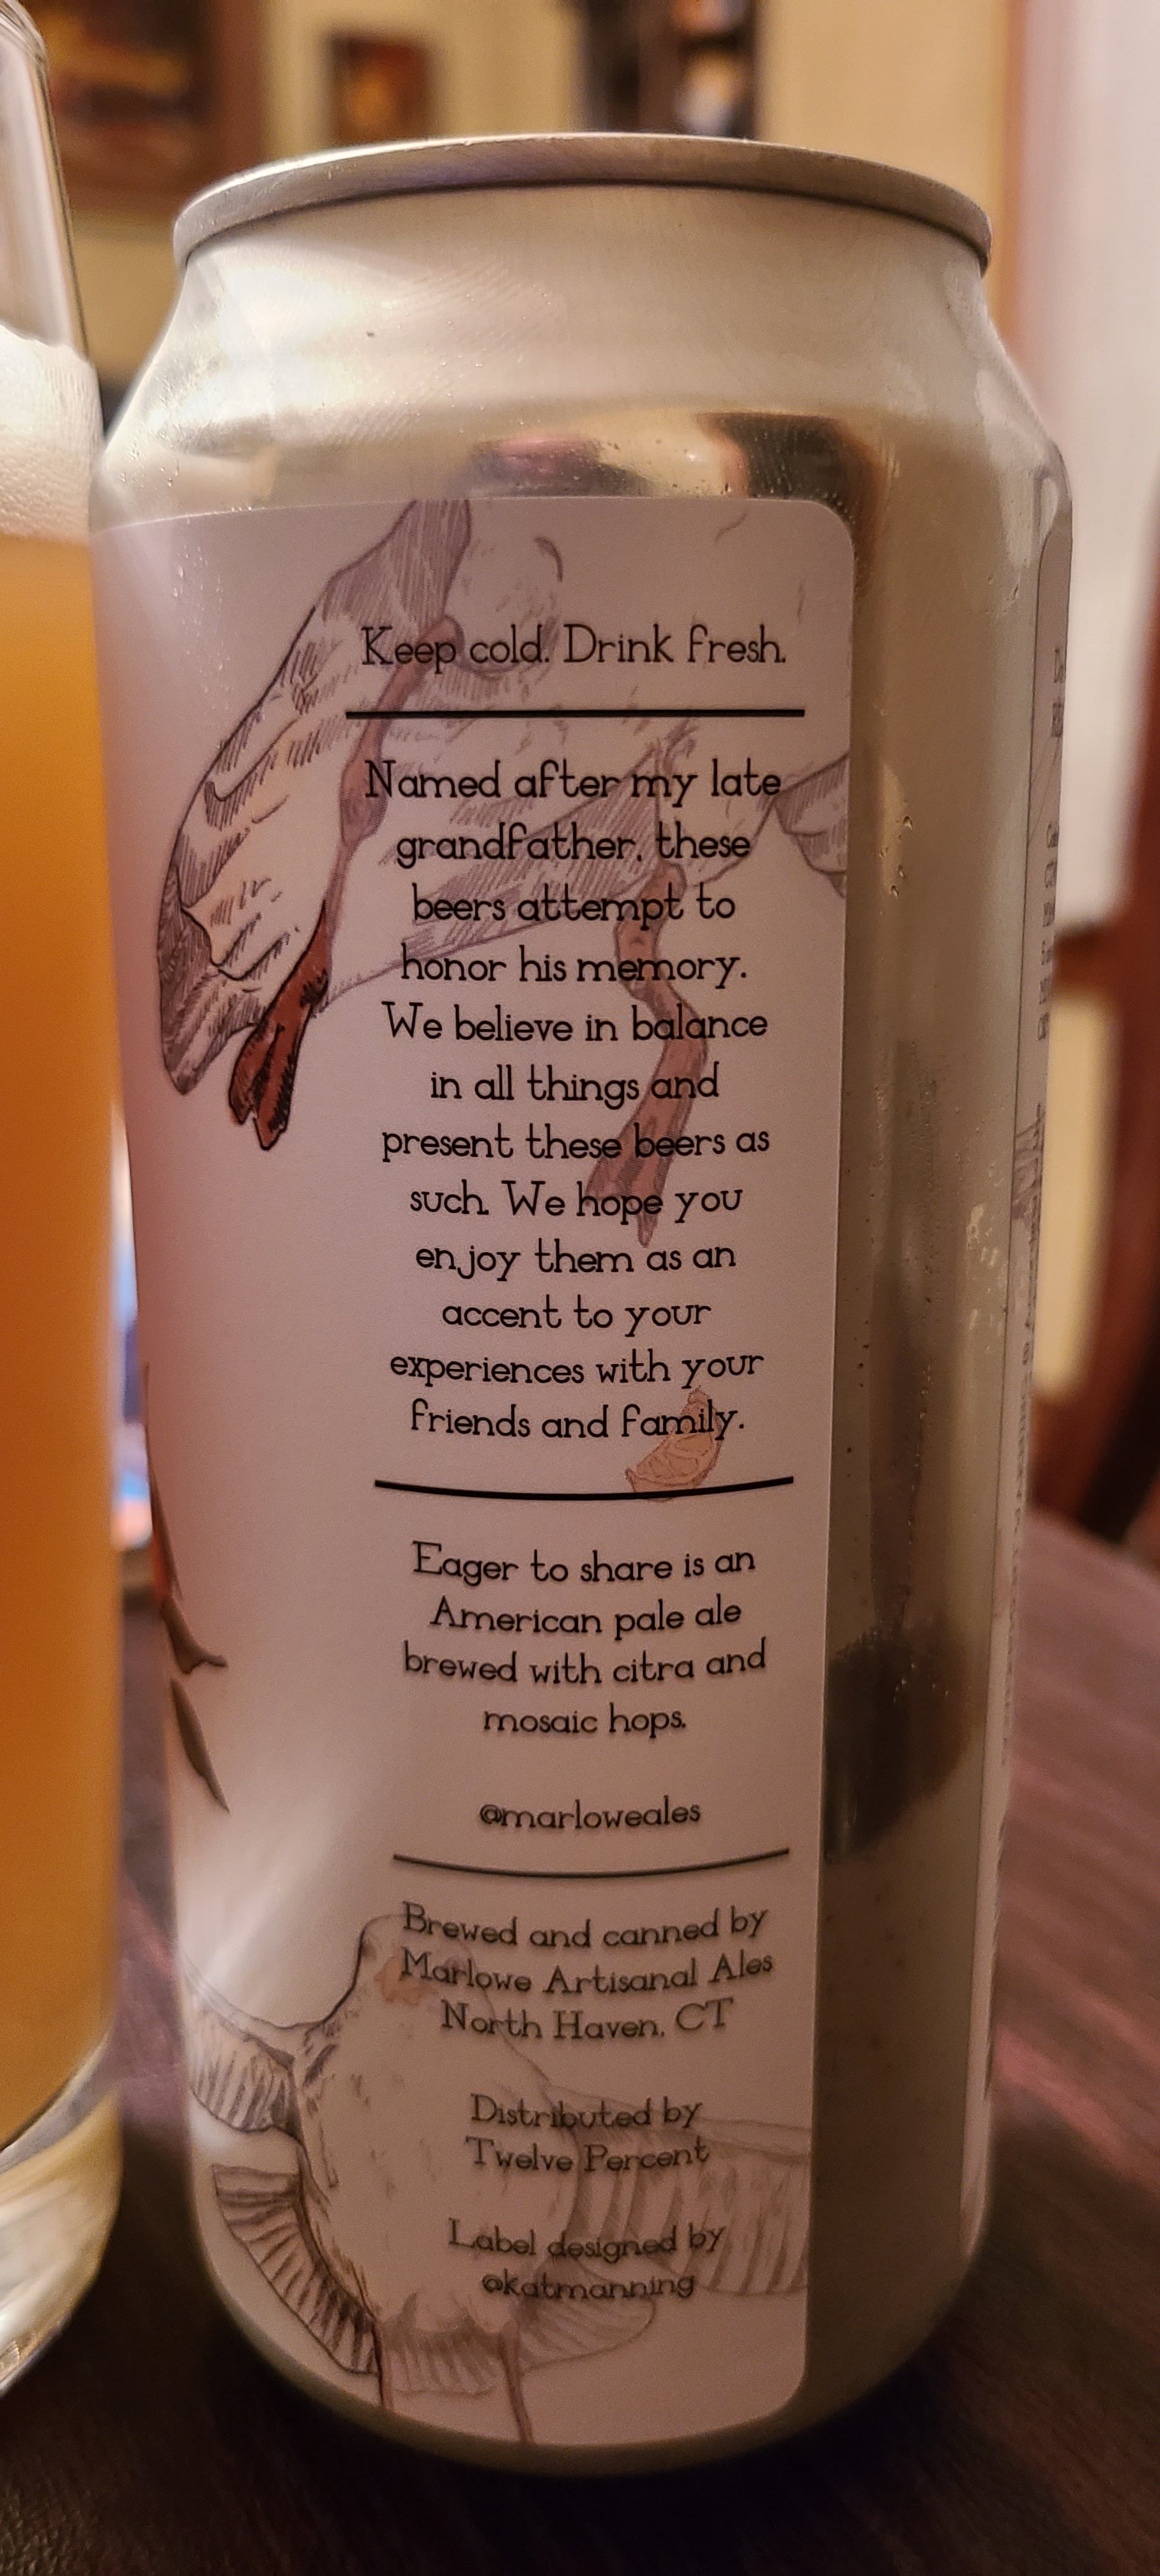 Keep cold. Drink fresh.
Named after my late
grandfather, these
beers attempt to
honor his memory.
We believe in balance
in all things and
present these beers as
such. We hope you
enjoy them as an
accent to your
experiences with your
friends and family.
Eager to share is an
American pale ale
brewed with citra and
mosaic hops.
@marloweales
Brewed and canned by
Marlowe Artisanal Ales
North Haven, CT
Distributed by
Twelve Percent
Label designed by
@katmanning